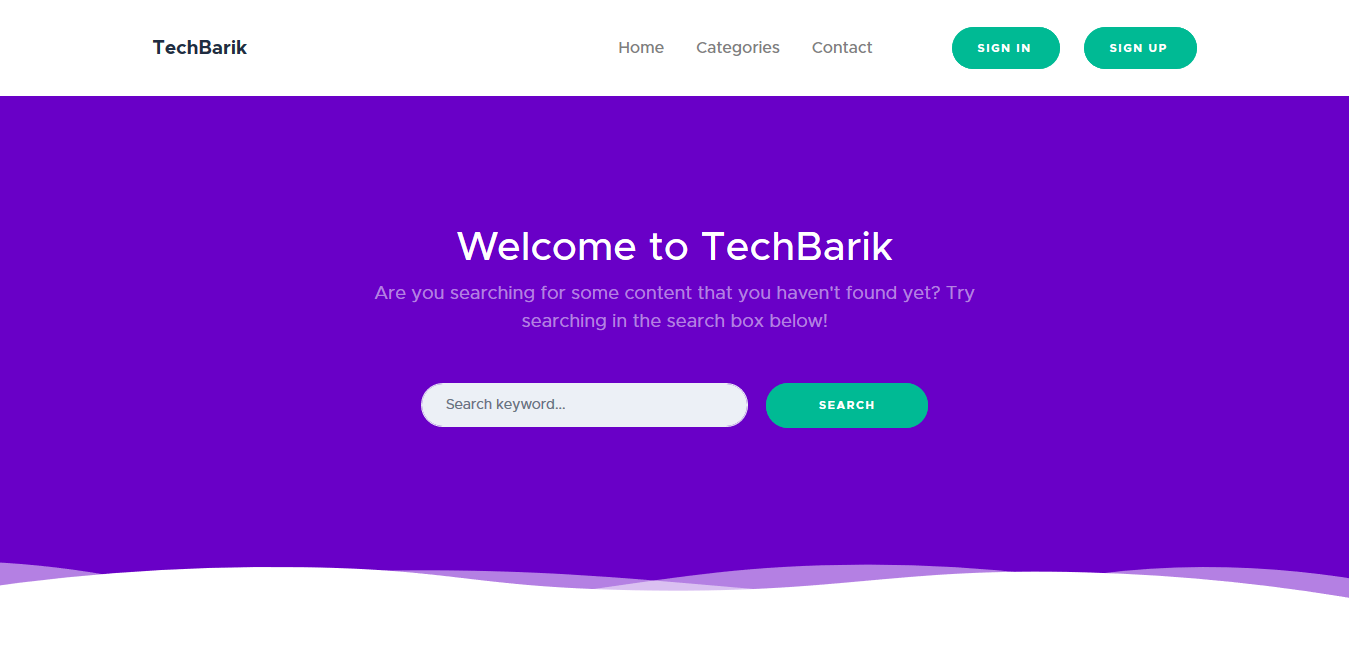 TechBarik
Home
Categories
Contact
SIGN IN
SIGN UP
Welcome to TechBarik
Are you searching for some content that you haven't found yet? Try
searching in the search box below!
Search keyword...
SEARCH